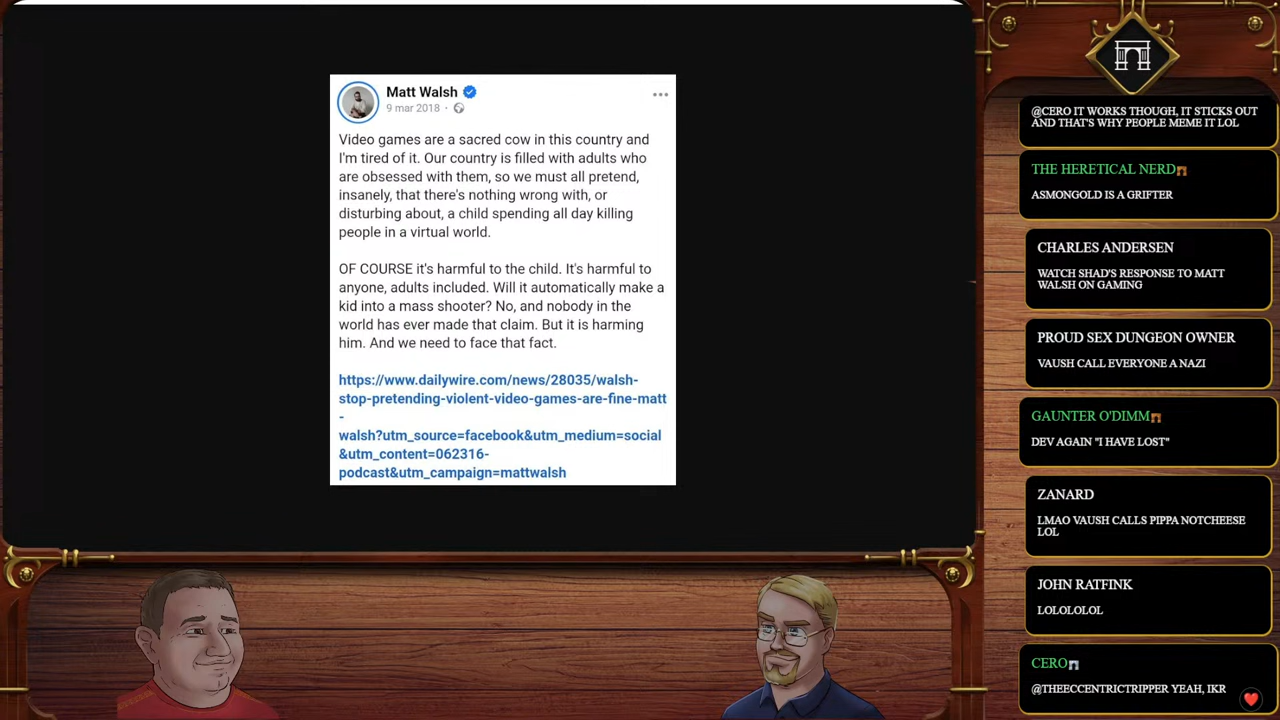 Matt Walsh
9 mar 2018 ·
Video games are a sacred cow in this country and
I'm tired of it. Our country is filled with adults who
are obsessed with them, so we must all pretend,
insanely, that there's nothing wrong with, or
disturbing about, a child spending all day killing
people in a virtual world.
OF COURSE it's harmful to the child. It's harmful to
anyone, adults included. Will it automatically make a
kid into a mass shooter? No, and nobody in the
world has ever made that claim. But it is harming
him. And we need to face that fact.
https://www.dailywire.com/news/28035/walsh-
stop-pretending-violent-video-games-are-fine-matt
-
walsh?utm_source=facebook&utm_medium=social
&utm_content=062316-
podcast&utm_campaign=mattwalsh
@CERO IT WORKS THOUGH, IT STICKS OUT
AND THAT'S WHY PEOPLE MEME IT LOL
THE HERETICAL NERD
ASMONGOLD IS A GRIFTER
CHARLES ANDERSEN
WATCH SHAD'S RESPONSE TO MATT
WALSH ON GAMING
PROUD SEX DUNGEON OWNER
VAUSH CALL EVERYONE A NAZI
GAUNTER O'DIMM
DEV AGAIN "I HAVE LOST"
ZANARD
LMAO VAUSH CALLS PIPPA NOTCHEESE
LOL
JOHN RATFINK
LOLOLOLOL
CERO
@THEECCENTRICTRIPPER YEAH, IKR